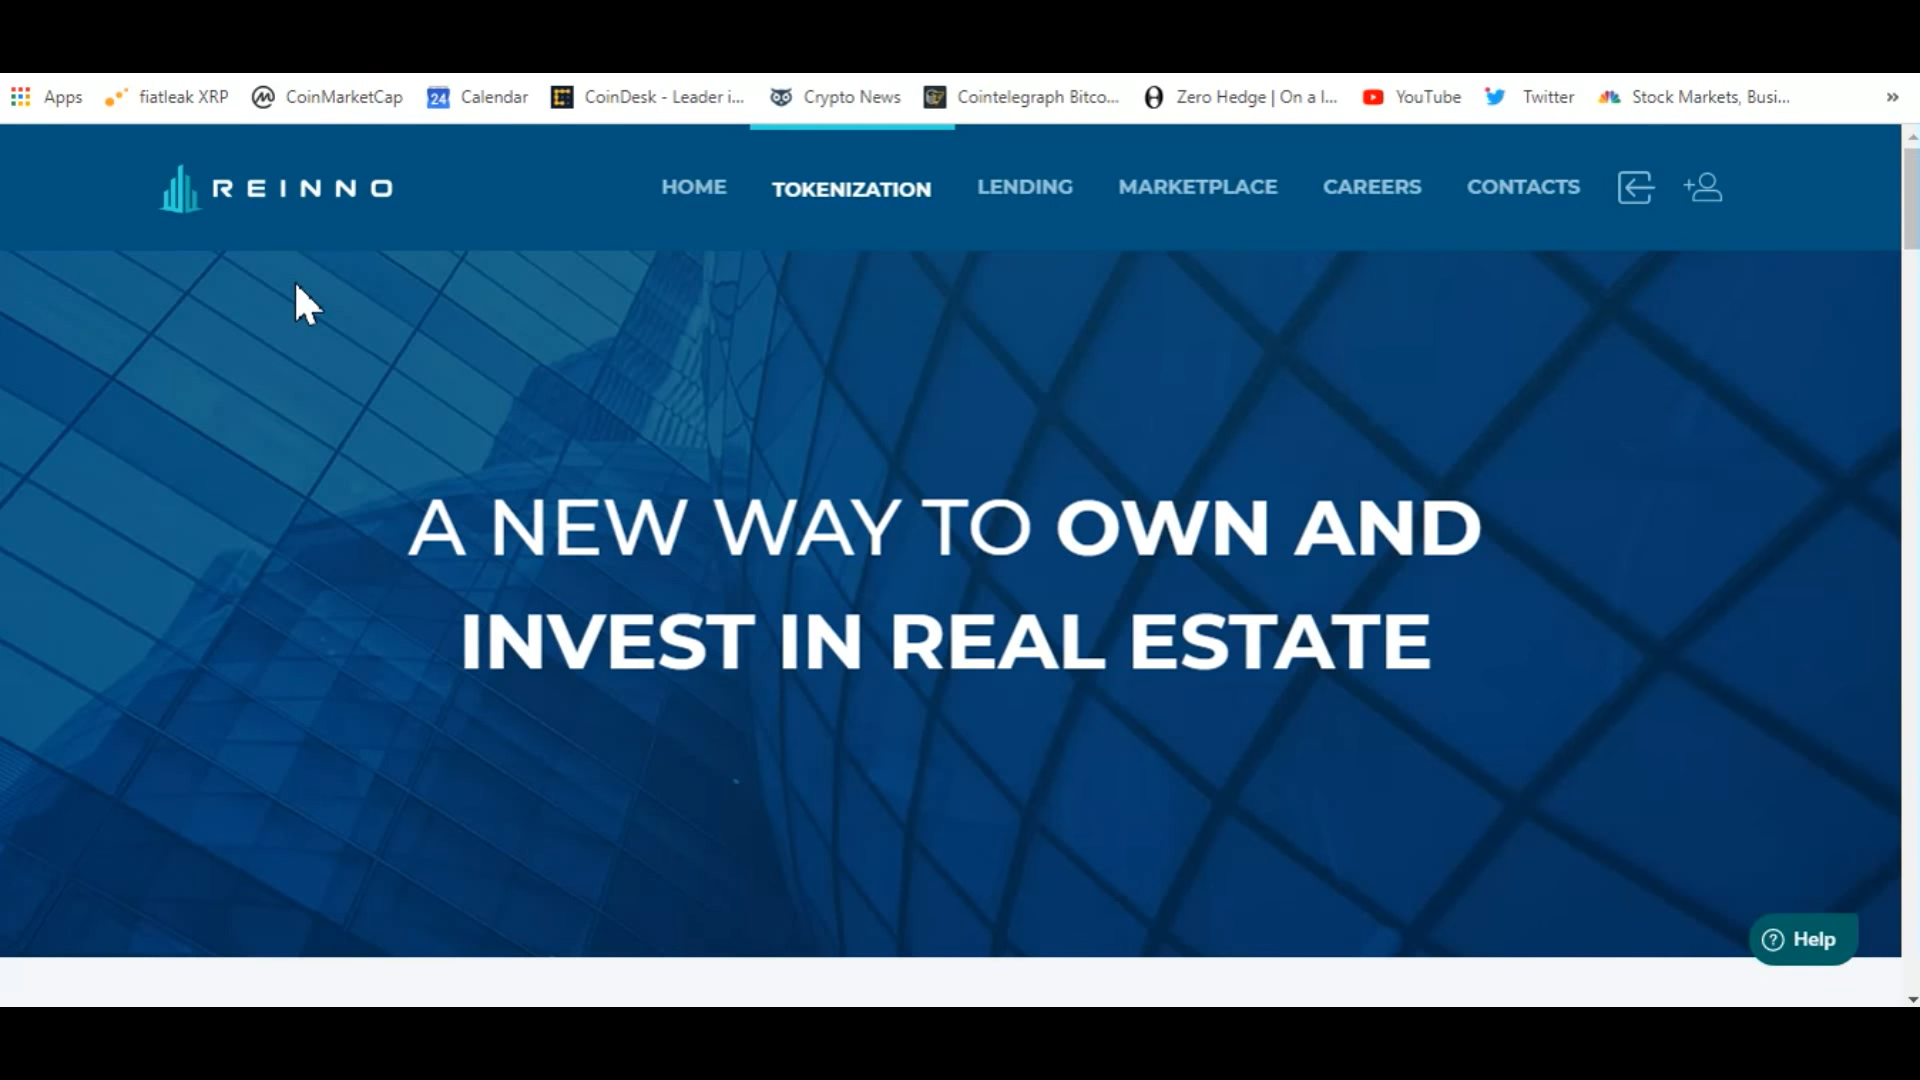 Apps fiatleak XRP CoinMarketCap 24 Calendar CoinDesk - Leader i... Crypto News Cointelegraph Bitco... Zero Hedge | On a l... YouTube Twitter Stock Markets, Busi... »
REINNO HOME TOKENIZATION LENDING MARKETPLACE CAREERS CONTACTS
A NEW WAY TO OWN AND
INVEST IN REAL ESTATE
? Help